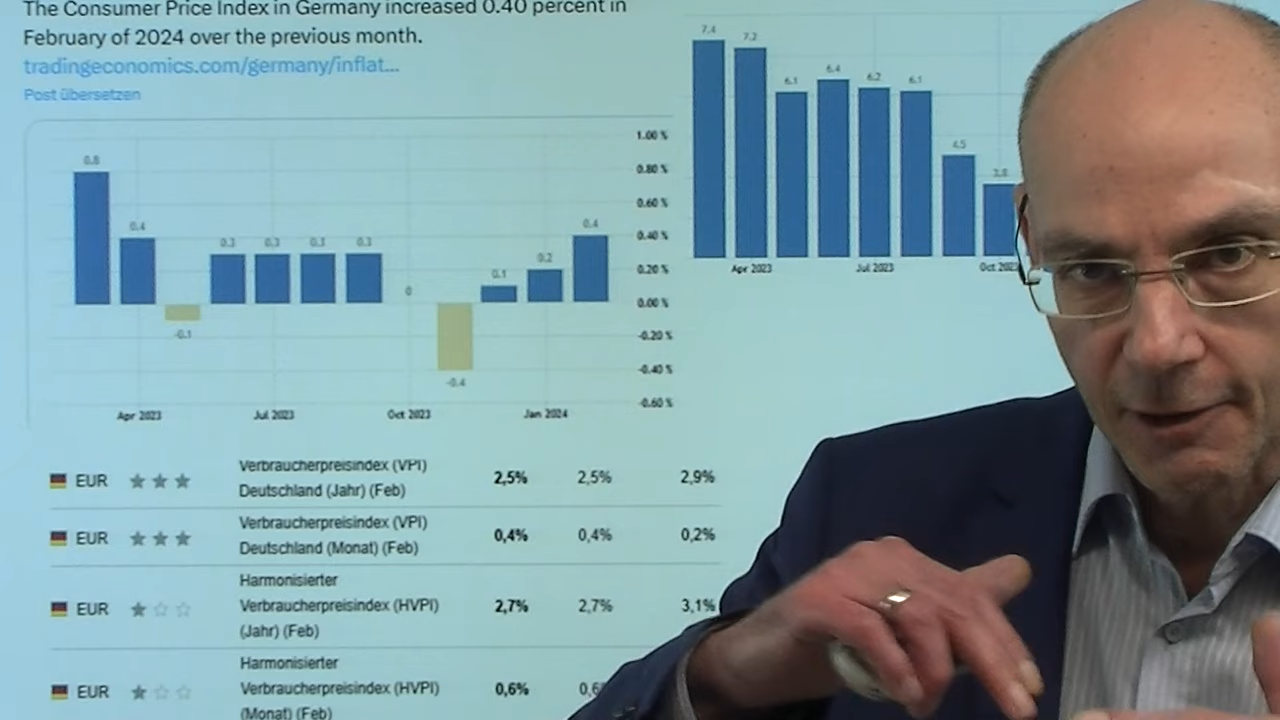 The Consumer Price Index in Germany increased 0.40 percent in
February of 2024 over the previous month.
tradingeconomics.com/germany/inflat...
Post übersetzen
0.8
0.4
-0.1
0.3
0.3
0.3
0.3
0
-0.4
0.1
0.2
0.4
1.00 %
0.80 %
0.60 %
0.40 %
0.20 %
0.00 %
-0.20 %
-0.40 %
-0.60 %
Apr 2023 Jul 2023 Oct 2023 Jan 2024
7.4
7.2
6.1
6.4
6.2
6.1
4.5
3.8
Apr 2023 Jul 2023 Oct 2023
EUR Verbraucherpreisindex (VPI)
Deutschland (Jahr) (Feb) 2,5% 2,5% 2,9%
EUR Verbraucherpreisindex (VPI)
Deutschland (Monat) (Feb) 0,4% 0,4% 0,2%
Harmonisierter
EUR Verbraucherpreisindex (HVPI) 2,7% 2,7% 3,1%
(Jahr) (Feb)
Harmonisierter
EUR Verbraucherpreisindex (HVPI) 0,6% 0,6
(Monat) (Feb)